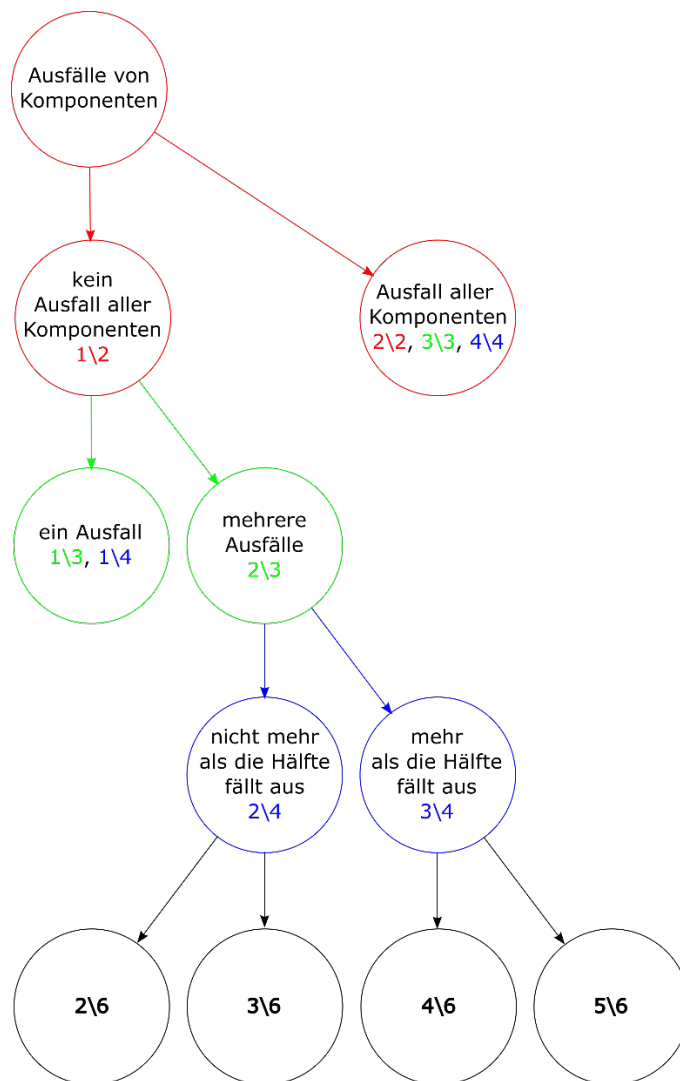 Ausfälle von
Komponenten
kein
Ausfall aller
Komponenten
1\2
Ausfall aller
Komponenten
2\2, 3\3, 4\4
ein Ausfall
1\3, 1\4
mehrere
Ausfälle
2\3
nicht mehr
als die Hälfte
fällt aus
2\4
mehr
als die Hälfte
fällt aus
3\4
2\6
3\6
4\6
5\6